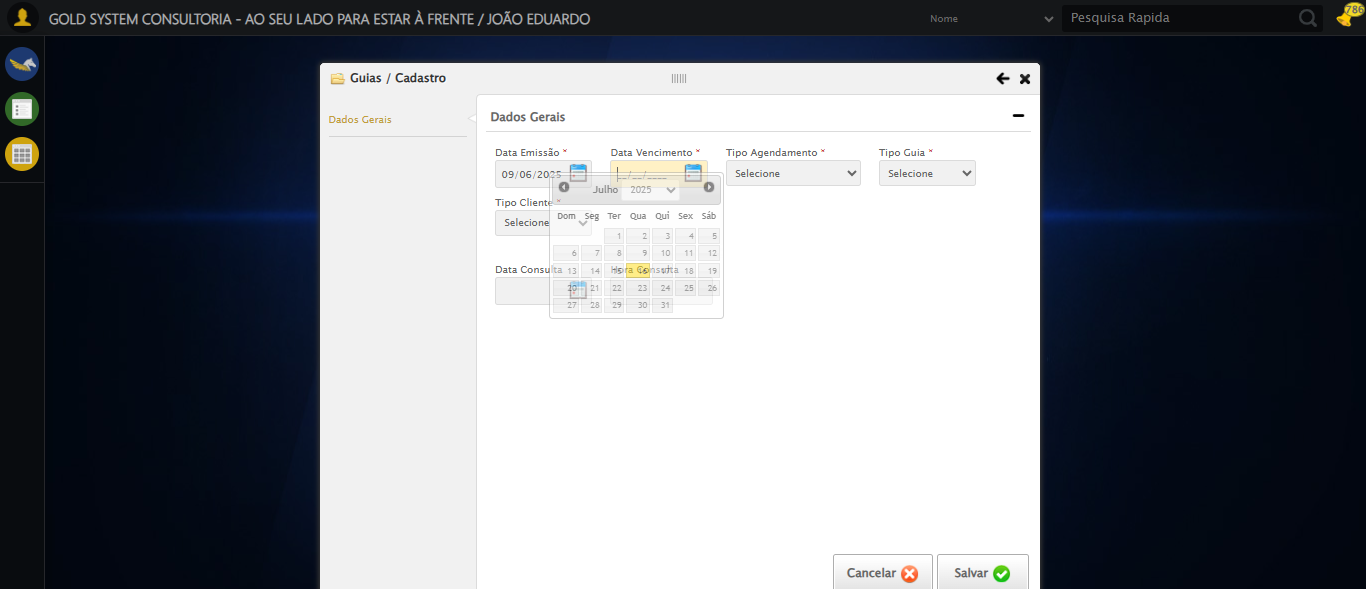 GOLD SYSTEM CONSULTORIA - AO SEU LADO PARA ESTAR À FRENTE / JOÃO EDUARDO
Nome
Pesquisa Rapida
786
Guias / Cadastro
Dados Gerais
Dados Gerais
Data Emissão * Data Vencimento * Tipo Agendamento * Tipo Guia *
09/06/2025 __/__/____ Selecione Selecione
Julho 2025
Tipo Cliente *
Selecione
Dom Seg Ter Qua Qui Sex Sáb
1 2 3 4 5
6 7 8 9 10 11 12
Data Consulta Hora Consulta
13 14 15 16 17 18 19
20 21 22 23 24 25 26
27 28 29 30 31
Cancelar Salvar